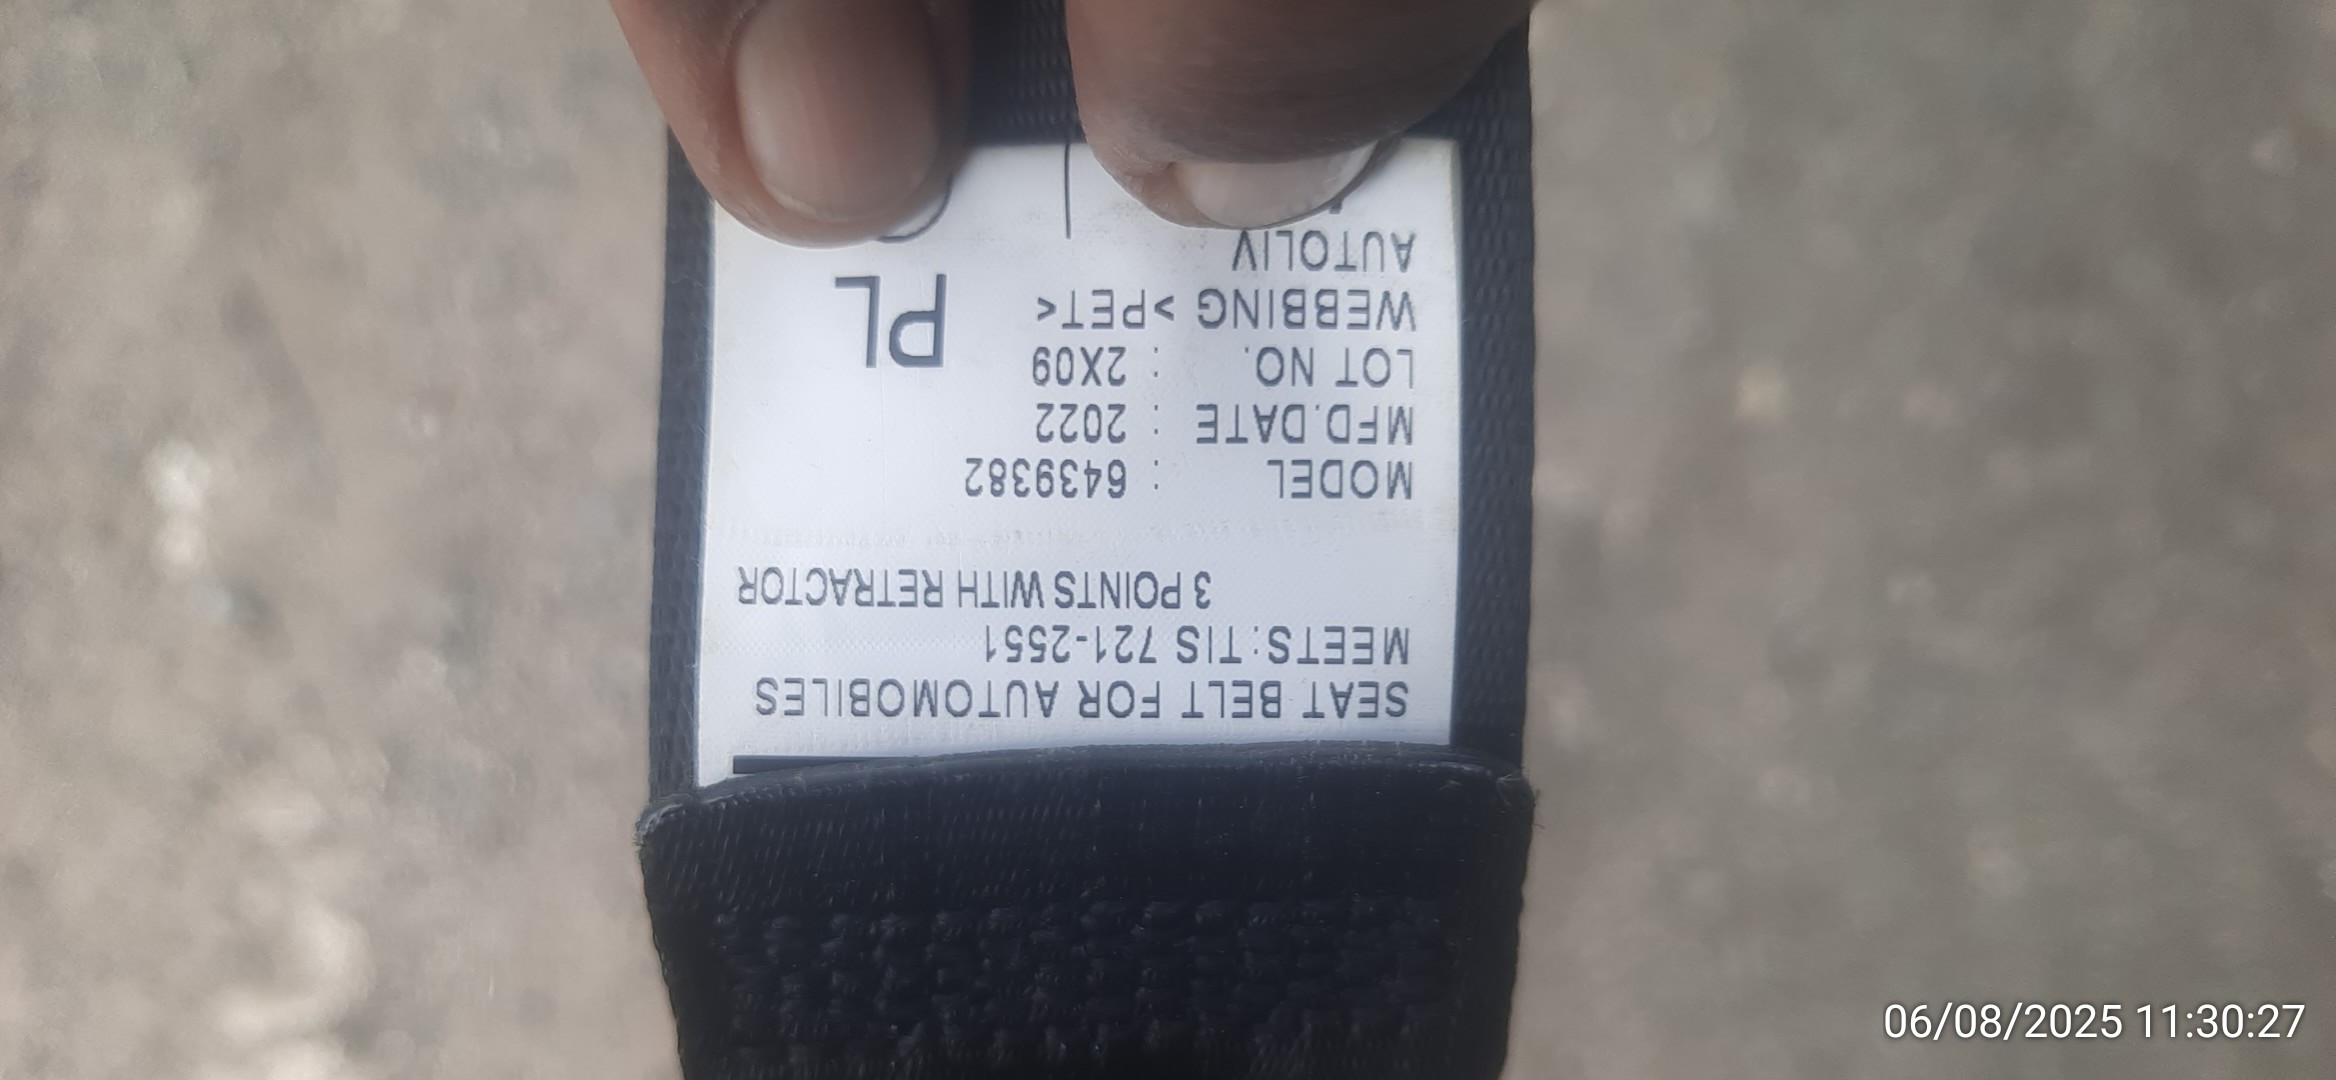 SEAT BELT FOR AUTOMOBILES
MEETS:TIS 721-2551
3 POINTS WITH RETRACTOR
MODEL : 6439382
MFD.DATE : 2022
LOT NO. : 2X09
WEBBING >PET<
PL
AUTOLIV
06/08/2025 11:30:27